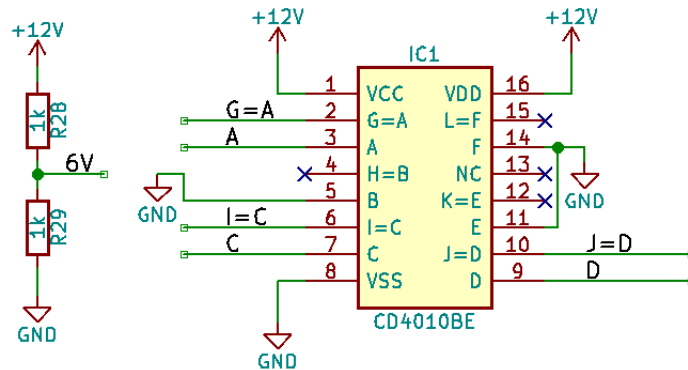 +12V
+12V
+12V
IC1
1 VCC VDD 16
G=A 2 G=A L=F 15
A 3 A F 14
4 H=B NC 13
5 B K=E 12
I=C 6 I=C E 11
C 7 C J=D 10 J=D
8 VSS D 9 D
CD4010BE
1k R28
6V
1k R29
GND
GND
GND
GND